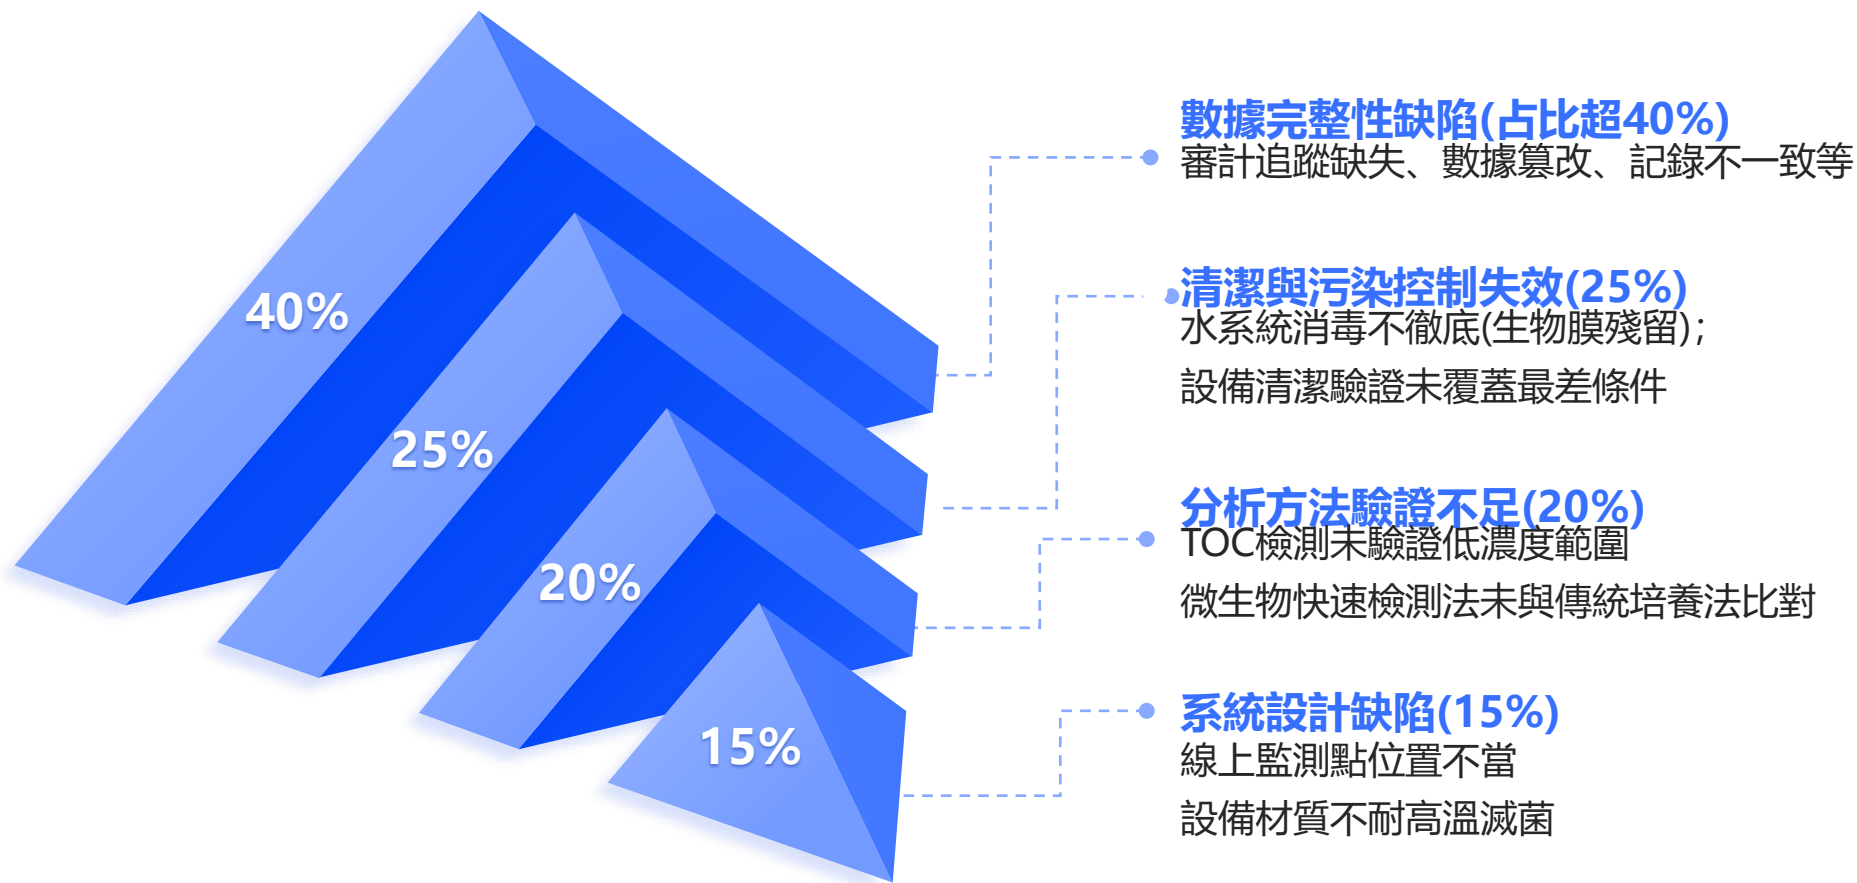 40%
25%
20%
15%
數據完整性缺陷(占比超40%)
審計追蹤缺失、數據篡改、記錄不一致等
清潔與污染控制失效(25%)
水系統消毒不徹底(生物膜殘留);
設備清潔驗證未覆蓋最差條件
分析方法驗證不足(20%)
TOC檢測未驗證低濃度範圍
微生物快速檢測法未與傳統培養法比對
系統設計缺陷(15%)
線上監測點位置不當
設備材質不耐高溫滅菌